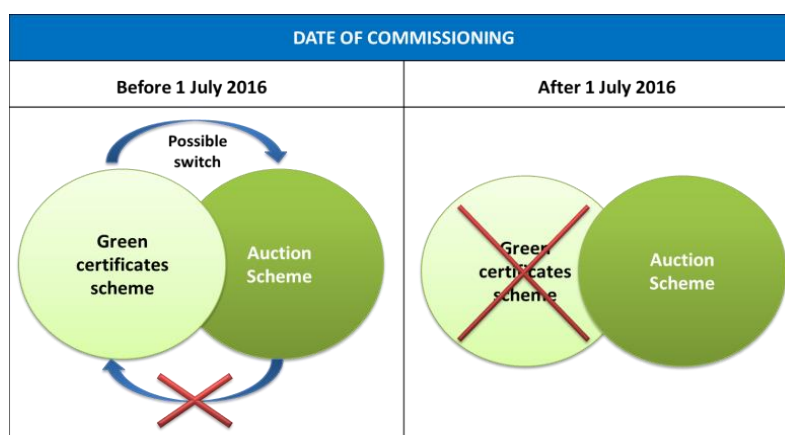 DATE OF COMMISSIONING
Before 1 July 2016
After 1 July 2016
Possible
switch
Green
certificates
scheme
Auction
Scheme
Green
certificates
scheme
Auction
Scheme